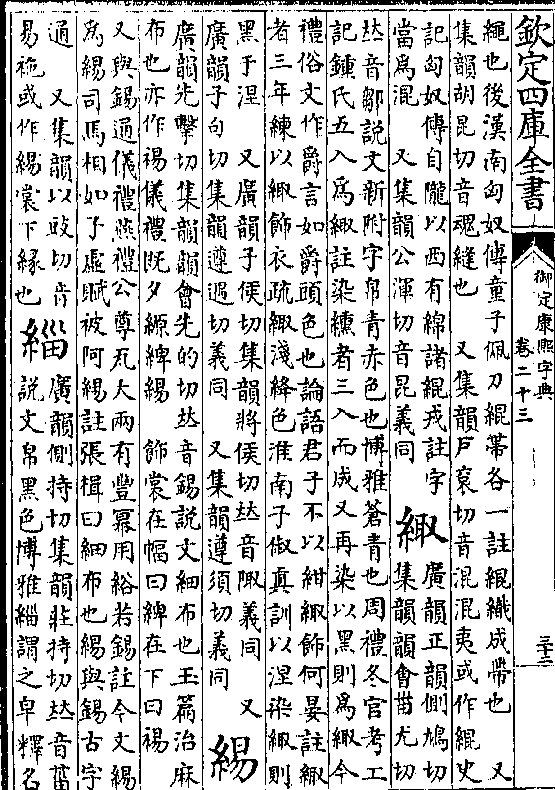 欽定四庫全書
御定康熙字典
卷二十三
三十二
繩也後漢南匈奴傳童子佩刀緄帶各一註緄織成帶也 又
集韻胡昆切音魂縫也 又集韻戶袞切音混混夷或作緄史
記匈奴傳自隴以西有綿諸緄戎註字
當爲混 又集韻公渾切音昆義同
緅
廣韻正韻側鳩切
集韻韻會甾尤切
𠀤音鄒說文新附字帛青赤色也博雅蒼青也周禮冬官考工
記鍾氏五入爲緅註染纁者三入而成又再染以黑則爲緅今
禮俗文作爵言如爵頭色也論語君子不以紺緅飾何晏註緅
者三年練以緅飾衣疏緅淺絳色淮南子俶真訓以涅染緅則
黑于涅 又廣韻子侯切集韻將侯切𠀤音陬義同 又
廣韻子句切集韻遵遇切義同 又集韻遵須切義同
緆
廣韻先擊切集韻韻會先的切𠀤音錫說文細布也玉篇治麻
布也亦作裼儀禮旣夕縓綼緆 飾裳在幅曰綼在下曰裼
又與錫通儀禮燕禮公尊瓦大兩有豐冪用綌若錫註今文錫
爲緆司馬相如子虛賦被阿緆註張揖曰細布也緆與錫古字
通 又集韻以豉切音
易袘或作緆裳下緣也
緇
廣韻側持切集韻莊持切𠀤音菑
說文帛黑色博雅緇謂之皁釋名